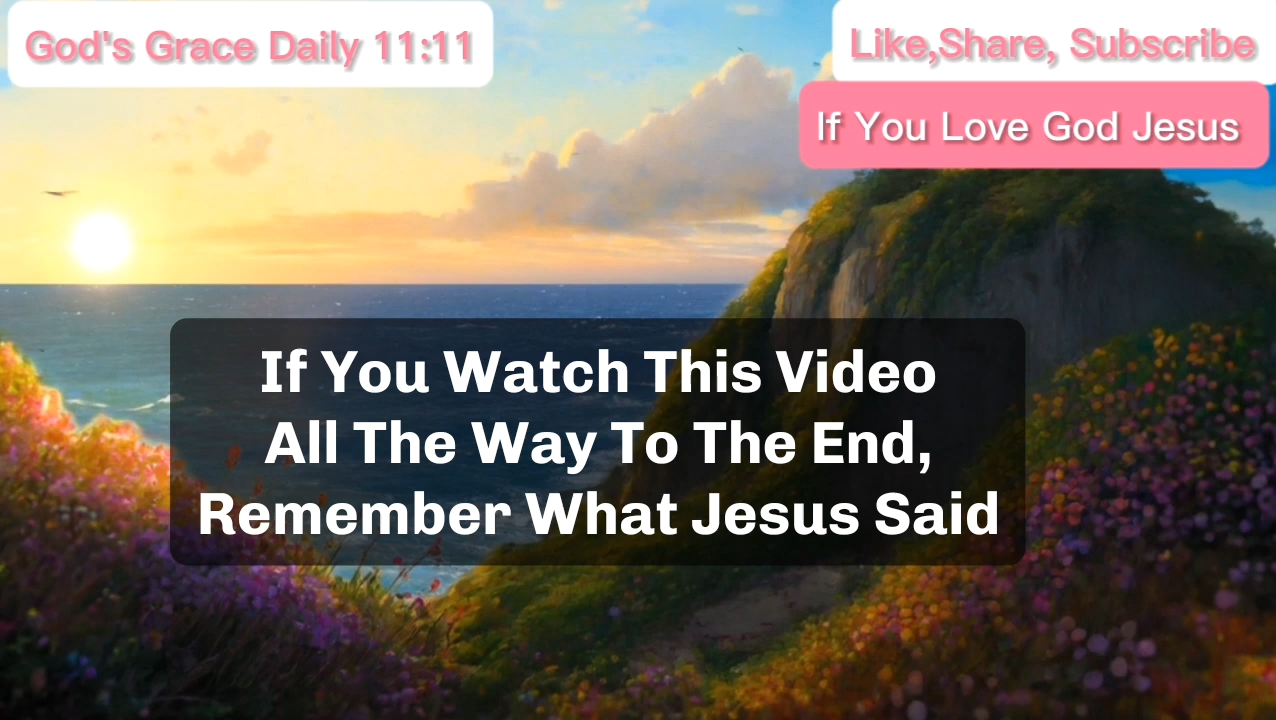 God's Grace Daily 11:11
Like,Share, Subscribe
If You Love God Jesus
If You Watch This Video
All The Way To The End,
Remember What Jesus Said